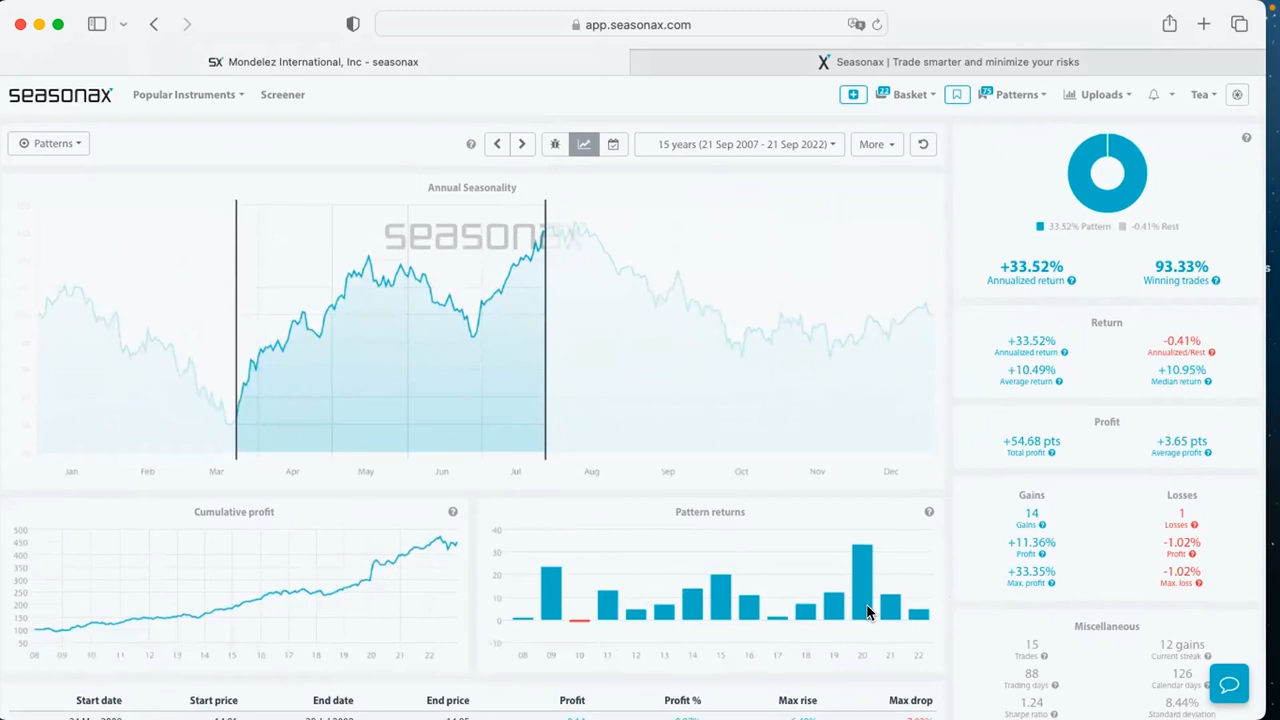 app.seasonax.com
SX Mondelez International, Inc - seasonax
Seasonax | Trade smarter and minimize your risks
seasonax Popular Instruments Screener 22 Basket 75 Patterns Uploads Tea
Patterns
15 years (21 Sep 2007 - 21 Sep 2022) More
Annual Seasonality
seasonax
Jan Feb Mar Apr May Jun Jul Aug Sep Oct Nov Dec
33.52% Pattern -0.41% Rest
+33.52% 93.33%
Annualized return Winning trades
Return
+33.52% -0.41%
Annualized return Annualized/Rest
+10.49% +10.95%
Average return Median return
Profit
+54.68 pts +3.65 pts
Total profit Average profit
Gains Losses
14 1
Gains Losses
+11.36% -1.02%
Profit Profit
+33.35% -1.02%
Max. profit Max. loss
Miscellaneous
15 12 gains
Trades Current streak
88 126
Trading days Calendar days
1.24 8.44%
Sharpe ratio Standard deviation
Cumulative profit
500
450
400
350
300
250
200
150
100
50
08 09 10 11 12 13 14 15 16 17 18 19 20 21 22
Pattern returns
40
30
20
10
0
-10
08 09 10 11 12 13 14 15 16 17 18 19 20 21 22
Start date Start price End date End price Profit Profit % Max rise Max drop